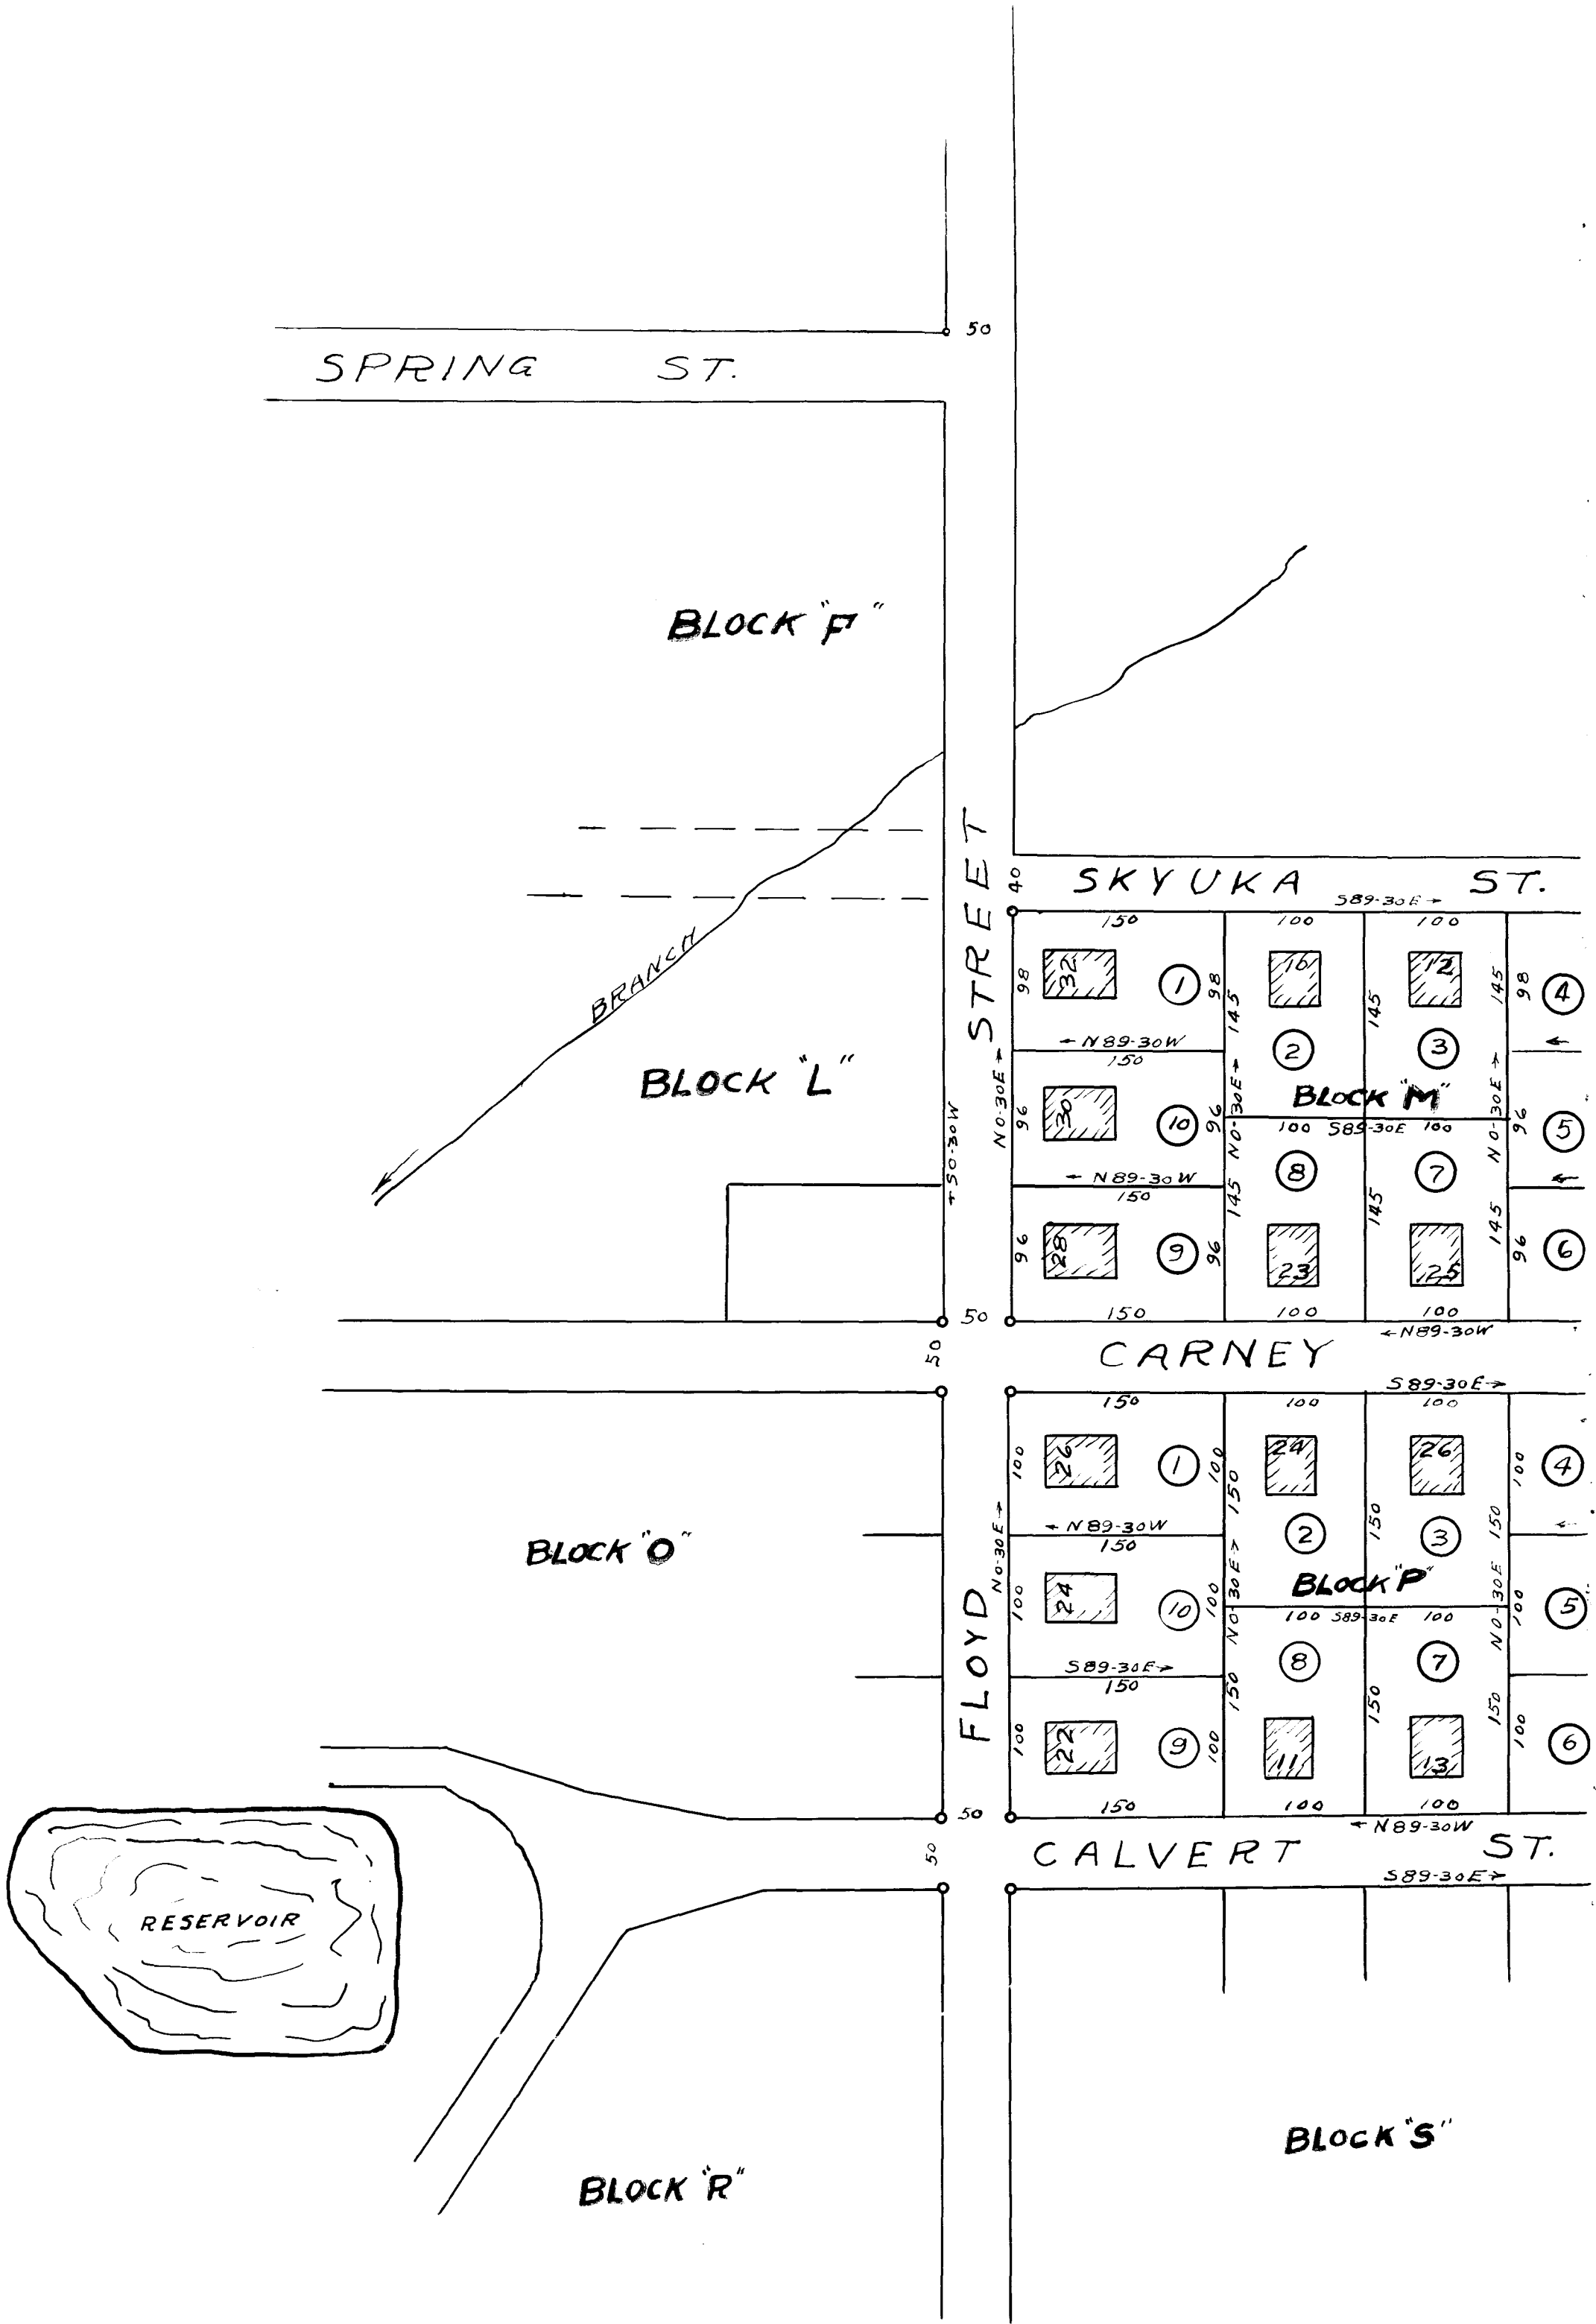 50
SPRING ST.
BLOCK "F"
STREET
40
SKYUKA ST.
S89-30E →
150 100 100
32 1 16 12 4
98 98 145 145 145 98
← N89-30W
150
2 3
BRANCH
BLOCK "L"
← S0-30W
N0-30E →
N0-30E →
N0-30E →
BLOCK "M"
30 10 5
96 96 96
100 S89-30E 100
8 7
← N89-30W
150
145 145 145
28 9 23 25 6
96 96 96
50 150 100 100
← N89-30W
50
CARNEY
S89-30E →
150 100 100
26 1 24 26 4
100 100 150 150 150 100
← N89-30W
150
2 3
BLOCK "O"
N0-30E →
N0-30E →
N0-30E
BLOCK "P"
24 10 5
100 100 100
100 S89-30E 100
8 7
S89-30E →
150
150 150 150
FLOYD
22 9 11 13 6
100 100 100
50 150 100 100
← N89-30W
50
CALVERT ST.
S89-30E →
RESERVOIR
BLOCK "S"
BLOCK "R"